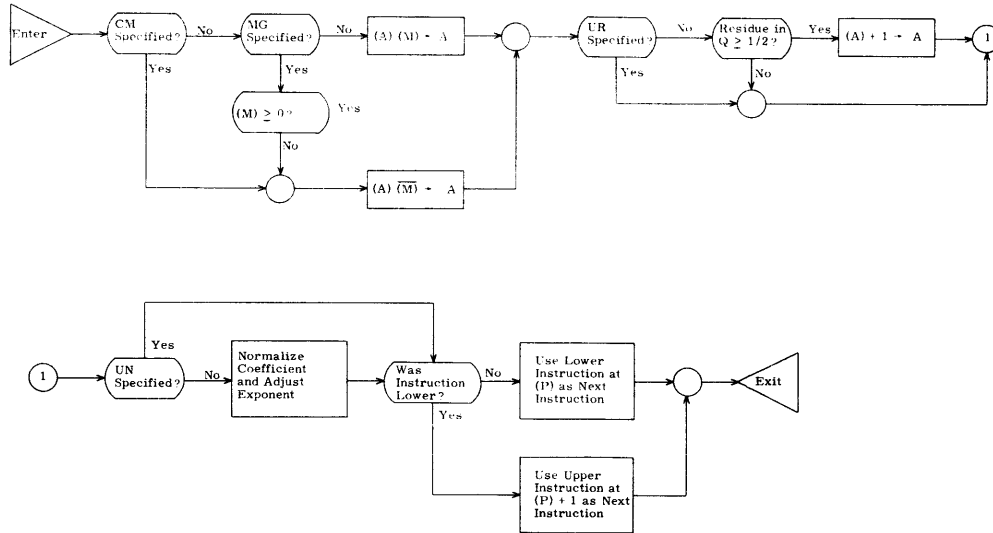 Enter
CM
Specified?
No
MG
Specified?
No
(A) (M) → A
UR
Specified?
No
Residue in
Q ≥ 1/2?
Yes
(A) + 1 → A
1
Yes
Yes
Yes
No
(M) ≥ 0?
Yes
No
(A) (M̅) → A
1
UN
Specified?
Yes
No
Normalize
Coefficient
and Adjust
Exponent
Was
Instruction
Lower?
No
Yes
Use Lower
Instruction at
(P) as Next
Instruction
Exit
Use Upper
Instruction at
(P) + 1 as Next
Instruction